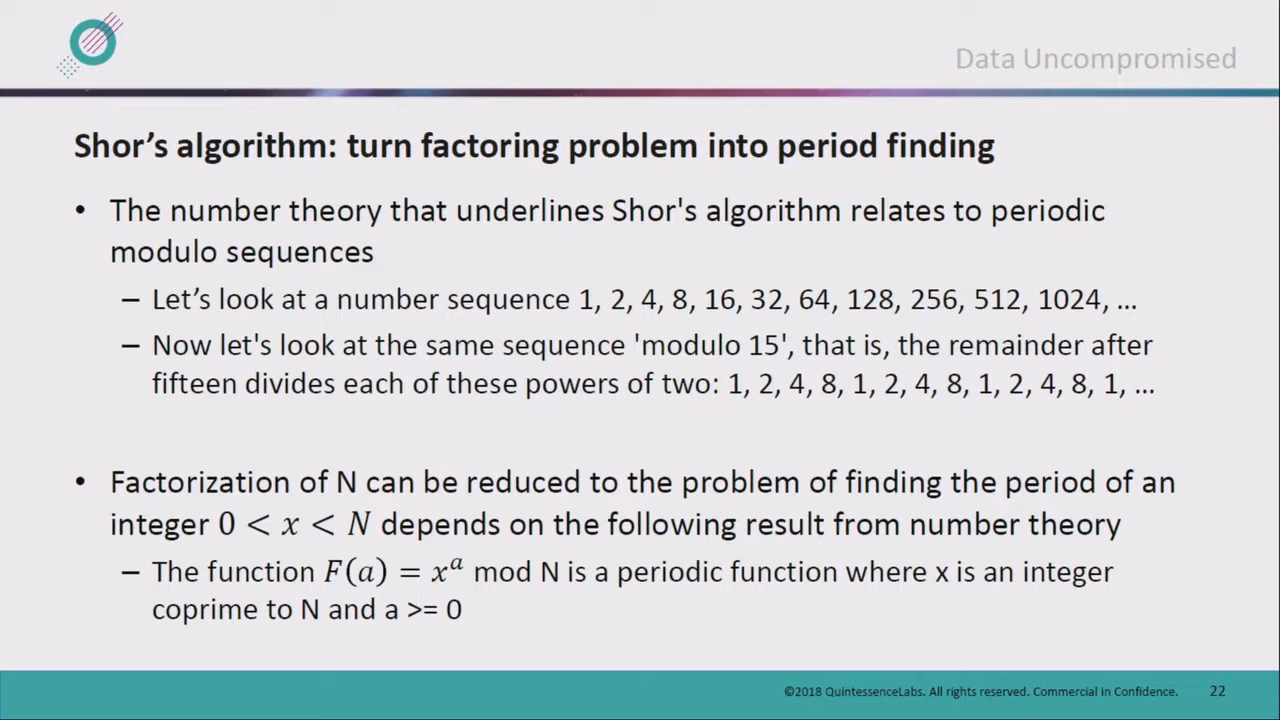 Data Uncompromised
Shor's algorithm: turn factoring problem into period finding
• The number theory that underlines Shor's algorithm relates to periodic
modulo sequences
– Let's look at a number sequence 1, 2, 4, 8, 16, 32, 64, 128, 256, 512, 1024, …
– Now let's look at the same sequence 'modulo 15', that is, the remainder after
fifteen divides each of these powers of two: 1, 2, 4, 8, 1, 2, 4, 8, 1, 2, 4, 8, 1, …
• Factorization of N can be reduced to the problem of finding the period of an
integer 0 < x < N depends on the following result from number theory
– The function F(a) = xᵃ mod N is a periodic function where x is an integer
coprime to N and a >= 0
©2018 QuintessenceLabs. All rights reserved. Commercial in Confidence. 22